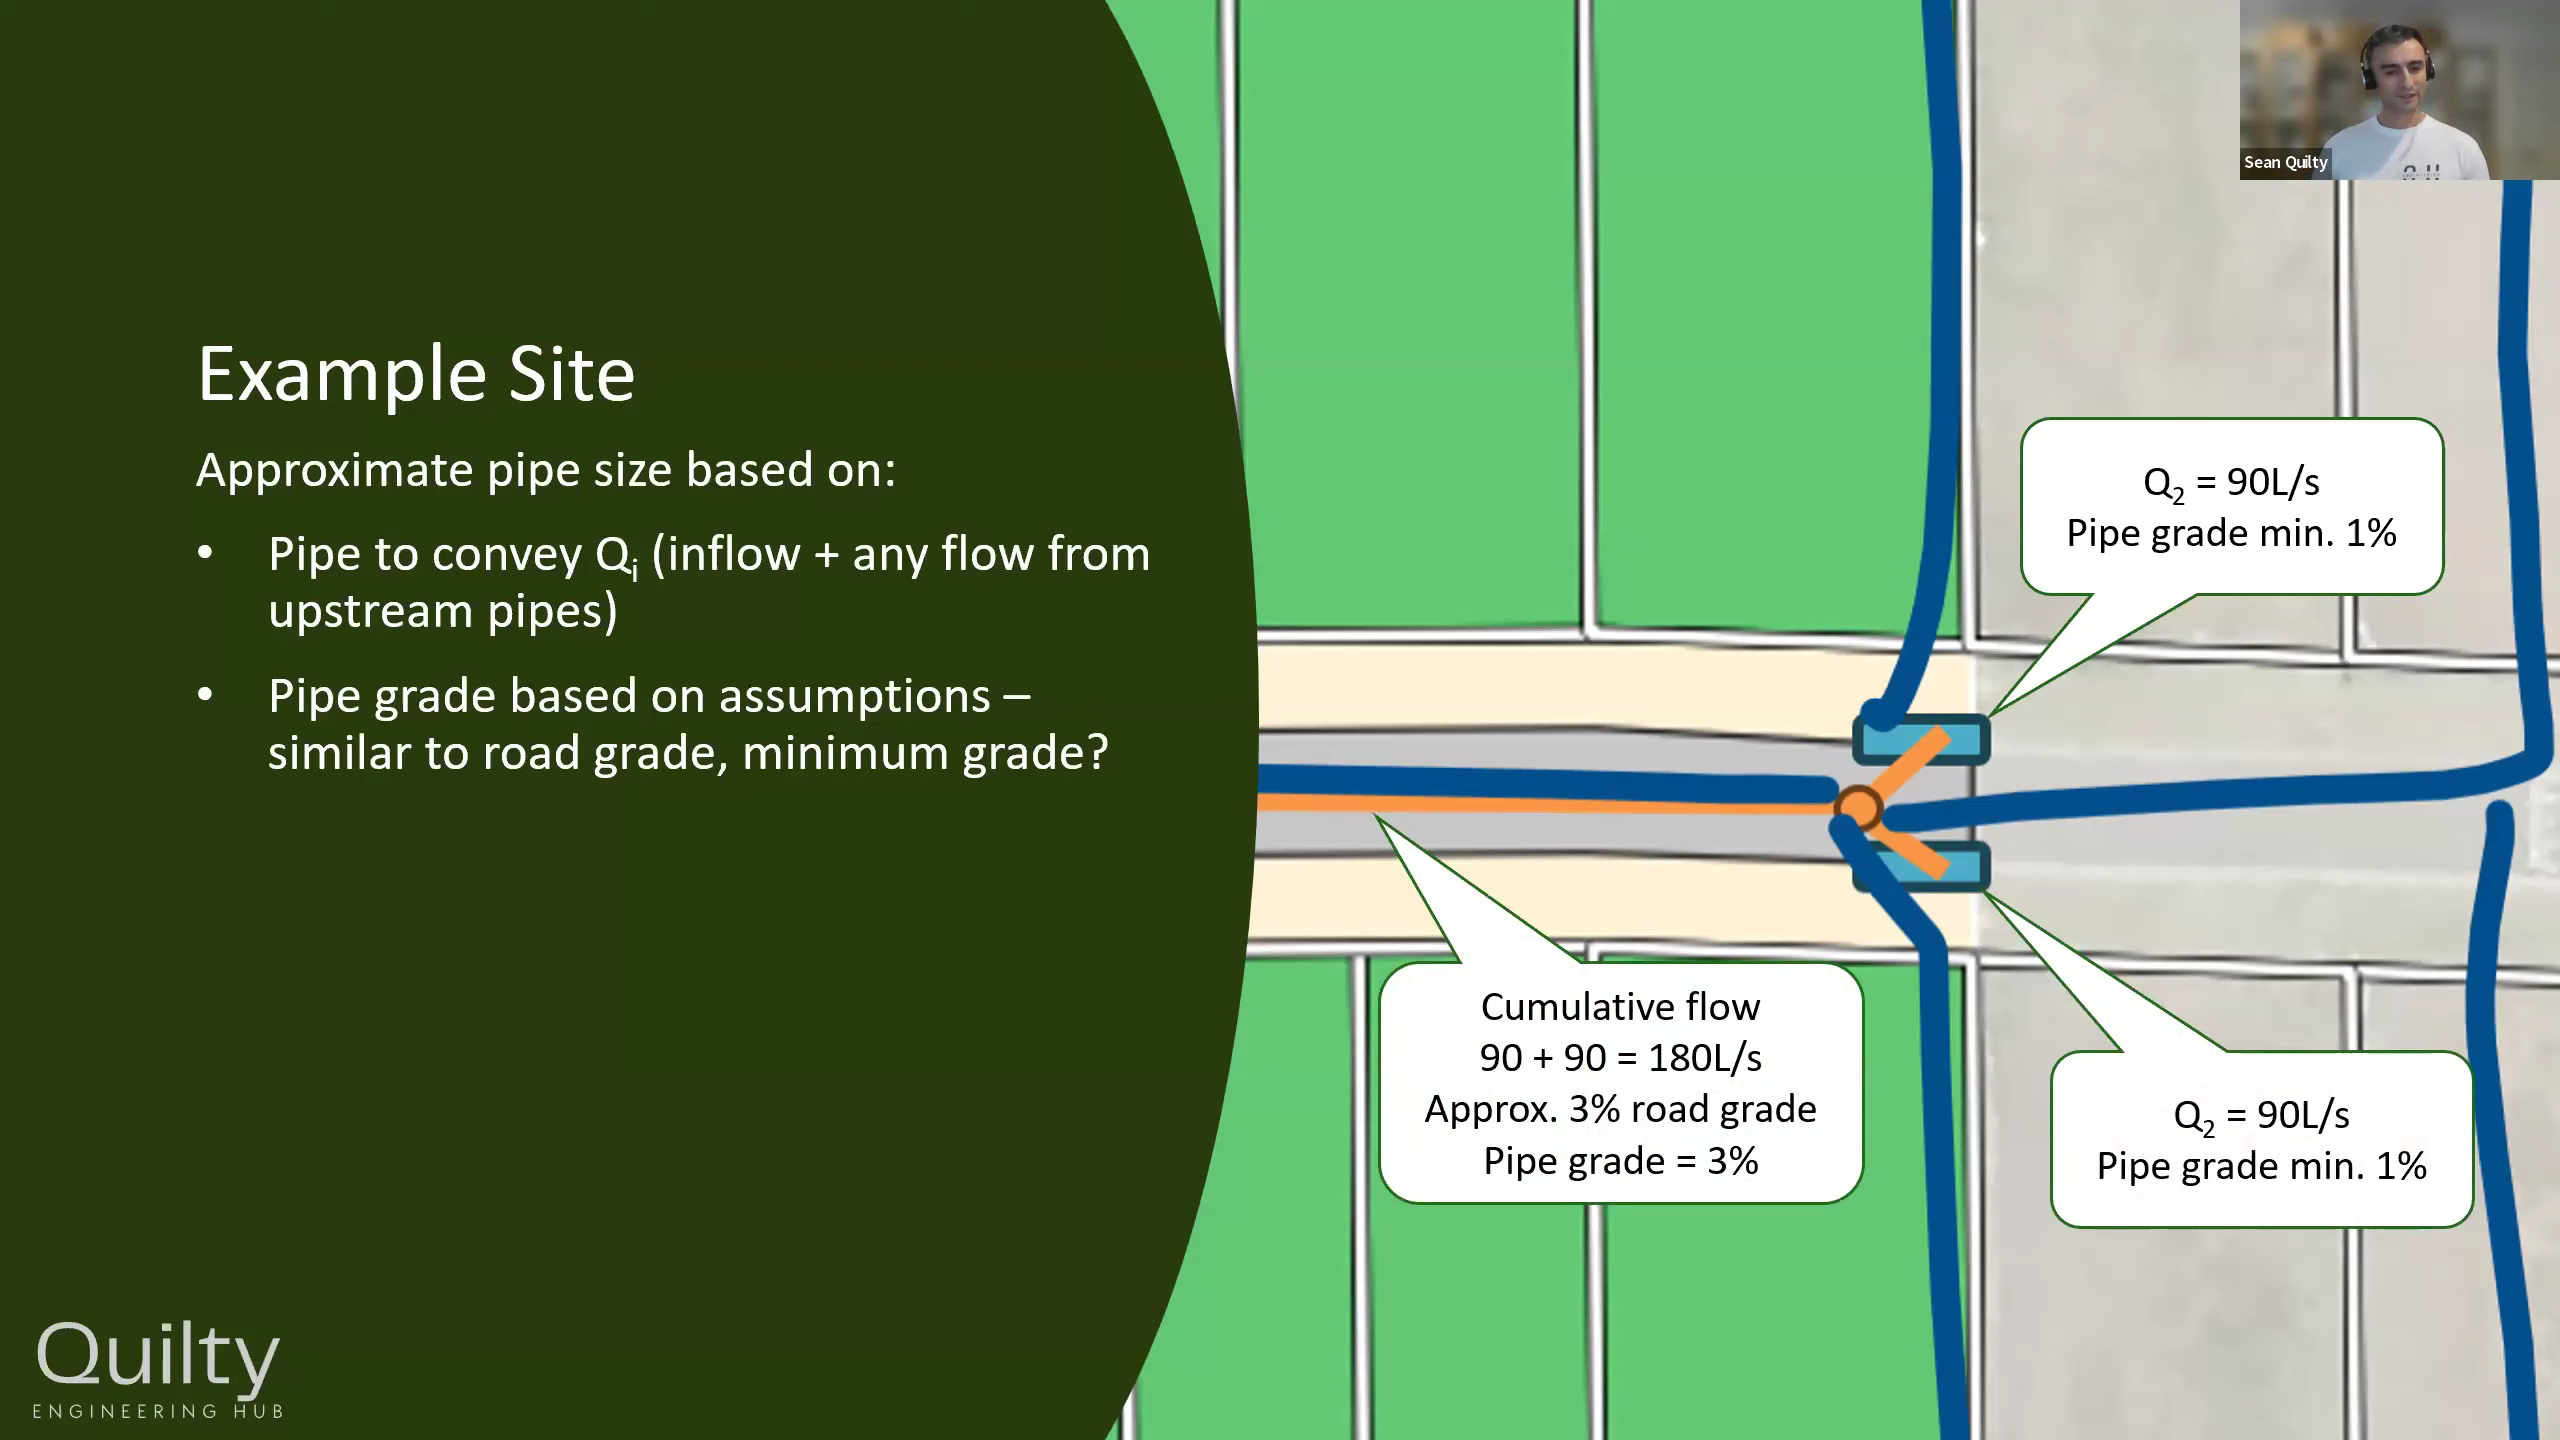 Sean Quilty
Example Site
Approximate pipe size based on:
• Pipe to convey Qi (inflow + any flow from
upstream pipes)
• Pipe grade based on assumptions –
similar to road grade, minimum grade?
Q2 = 90L/s
Pipe grade min. 1%
Cumulative flow
90 + 90 = 180L/s
Approx. 3% road grade
Pipe grade = 3%
Q2 = 90L/s
Pipe grade min. 1%
Quilty
ENGINEERING HUB